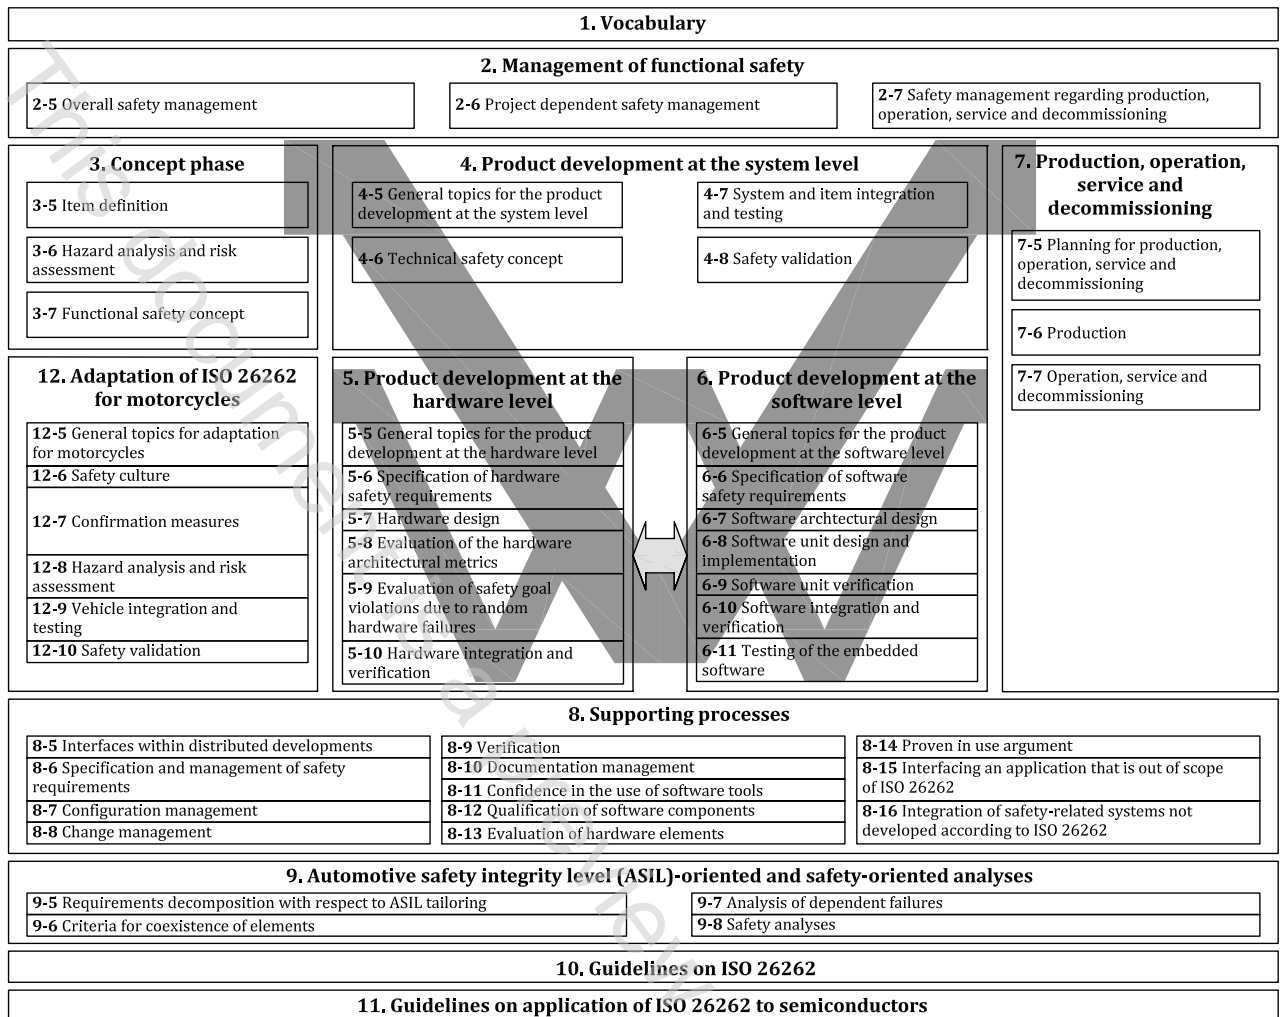 1. Vocabulary
2. Management of functional safety
2-5 Overall safety management
2-6 Project dependent safety management
2-7 Safety management regarding production,
operation, service and decommissioning
3. Concept phase
3-5 Item definition
3-6 Hazard analysis and risk
assessment
3-7 Functional safety concept
4. Product development at the system level
4-5 General topics for the product
development at the system level
4-6 Technical safety concept
4-7 System and item integration
and testing
4-8 Safety validation
7. Production, operation,
service and
decommissioning
7-5 Planning for production,
operation, service and
decommissioning
7-6 Production
7-7 Operation, service and
decommissioning
12. Adaptation of ISO 26262
for motorcycles
12-5 General topics for adaptation
for motorcycles
12-6 Safety culture
12-7 Confirmation measures
12-8 Hazard analysis and risk
assessment
12-9 Vehicle integration and
testing
12-10 Safety validation
5. Product development at the
hardware level
5-5 General topics for the product
development at the hardware level
5-6 Specification of hardware
safety requirements
5-7 Hardware design
5-8 Evaluation of the hardware
architectural metrics
5-9 Evaluation of safety goal
violations due to random
hardware failures
5-10 Hardware integration and
verification
6. Product development at the
software level
6-5 General topics for the product
development at the software level
6-6 Specification of software
safety requirements
6-7 Software archtectural design
6-8 Software unit design and
implementation
6-9 Software unit verification
6-10 Software integration and
verification
6-11 Testing of the embedded
software
8. Supporting processes
8-5 Interfaces within distributed developments
8-6 Specification and management of safety
requirements
8-7 Configuration management
8-8 Change management
8-9 Verification
8-10 Documentation management
8-11 Confidence in the use of software tools
8-12 Qualification of software components
8-13 Evaluation of hardware elements
8-14 Proven in use argument
8-15 Interfacing an application that is out of scope
of ISO 26262
8-16 Integration of safety-related systems not
developed according to ISO 26262
9. Automotive safety integrity level (ASIL)-oriented and safety-oriented analyses
9-5 Requirements decomposition with respect to ASIL tailoring
9-6 Criteria for coexistence of elements
9-7 Analysis of dependent failures
9-8 Safety analyses
10. Guidelines on ISO 26262
11. Guidelines on application of ISO 26262 to semiconductors
This document is a preview